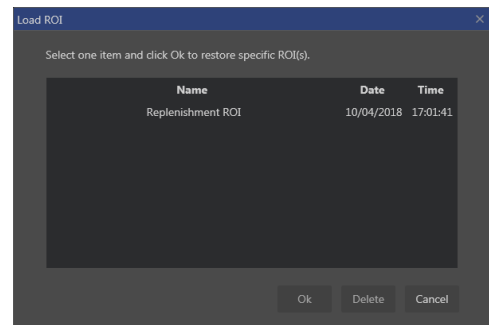 Load ROI
Select one item and click Ok to restore specific ROI(s).
Name Date Time
Replenishment ROI 10/04/2018 17:01:41
Ok Delete Cancel